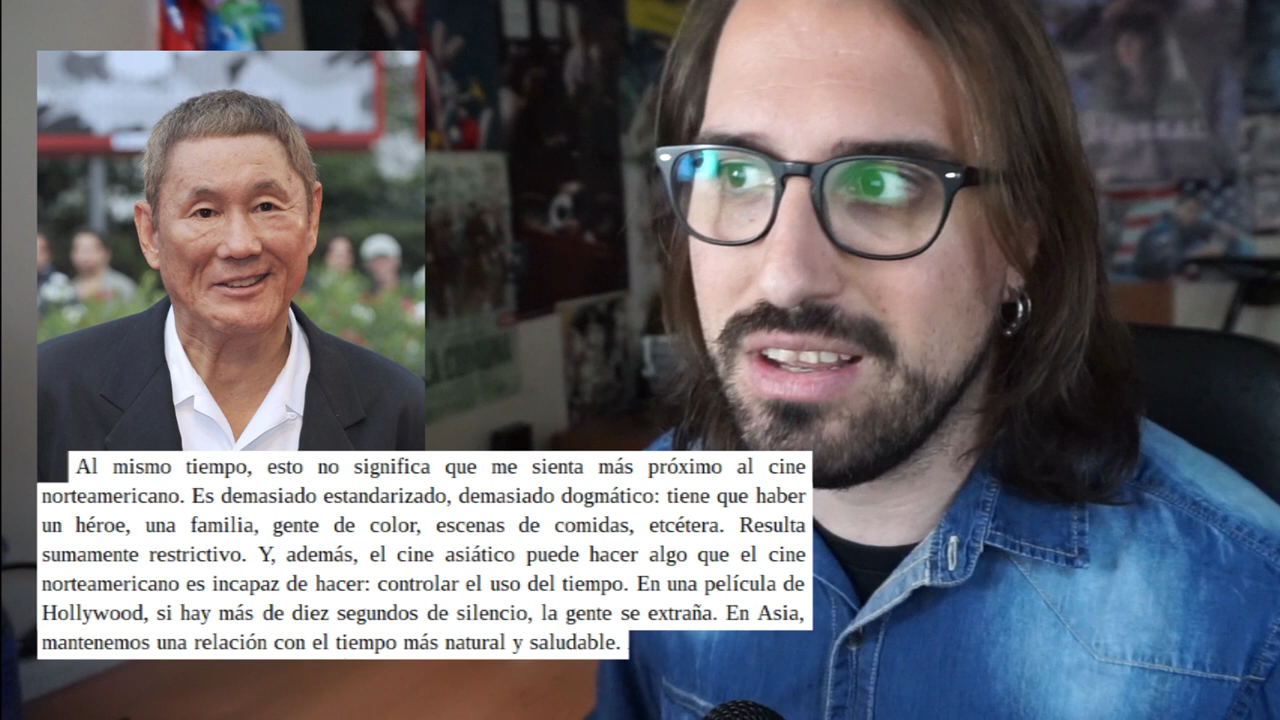 Al mismo tiempo, esto no significa que me sienta más próximo al cine
norteamericano. Es demasiado estandarizado, demasiado dogmático: tiene que haber
un héroe, una familia, gente de color, escenas de comidas, etcétera. Resulta
sumamente restrictivo. Y, además, el cine asiático puede hacer algo que el cine
norteamericano es incapaz de hacer: controlar el uso del tiempo. En una película de
Hollywood, si hay más de diez segundos de silencio, la gente se extraña. En Asia,
mantenemos una relación con el tiempo más natural y saludable.